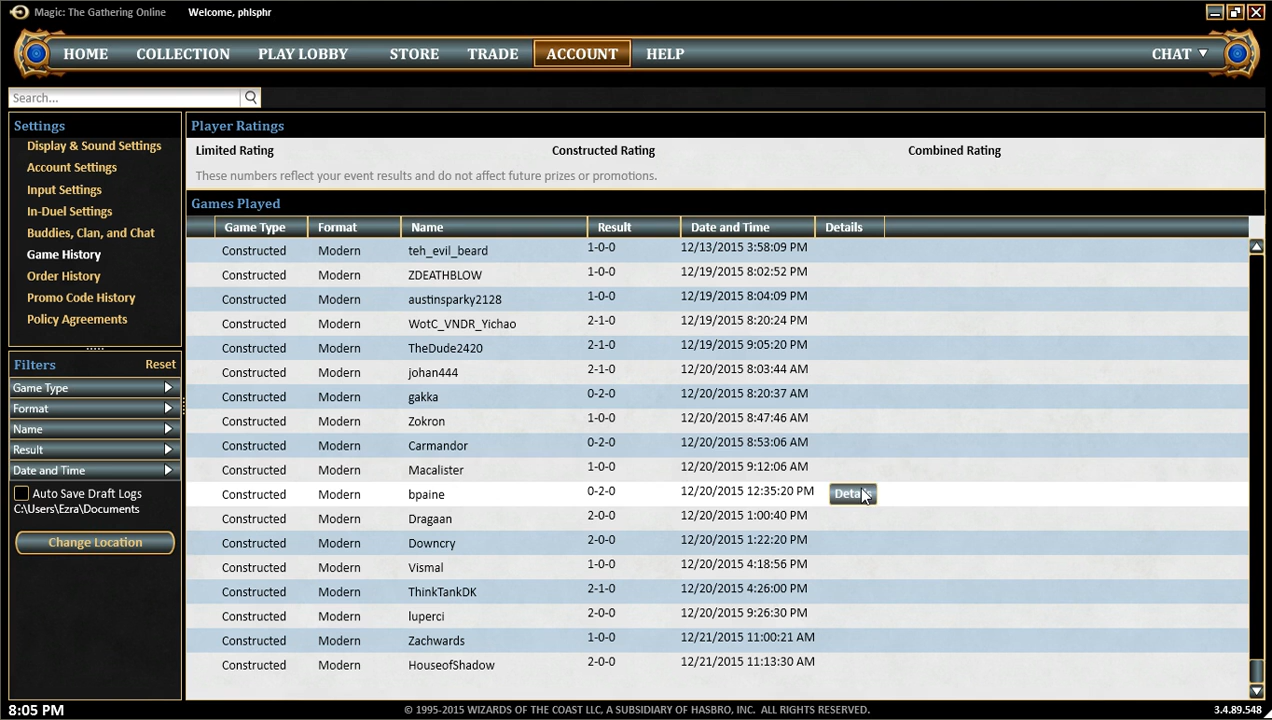 Magic: The Gathering Online Welcome, phlsphr
HOME COLLECTION PLAY LOBBY STORE TRADE ACCOUNT HELP CHAT
Search...
Settings
Display & Sound Settings
Account Settings
Input Settings
In-Duel Settings
Buddies, Clan, and Chat
Game History
Order History
Promo Code History
Policy Agreements
Filters Reset
Game Type
Format
Name
Result
Date and Time
Auto Save Draft Logs
C:\Users\Ezra\Documents
Change Location
Player Ratings
Limited Rating Constructed Rating Combined Rating
These numbers reflect your event results and do not affect future prizes or promotions.
Games Played
Game Type Format Name Result Date and Time Details
Constructed Modern teh_evil_beard 1-0-0 12/13/2015 3:58:09 PM
Constructed Modern ZDEATHBLOW 1-0-0 12/19/2015 8:02:52 PM
Constructed Modern austinsparky2128 1-0-0 12/19/2015 8:04:09 PM
Constructed Modern WotC_VNDR_Yichao 2-1-0 12/19/2015 8:20:24 PM
Constructed Modern TheDude2420 2-1-0 12/19/2015 9:05:20 PM
Constructed Modern johan444 2-1-0 12/20/2015 8:03:44 AM
Constructed Modern gakka 0-2-0 12/20/2015 8:20:37 AM
Constructed Modern Zokron 1-0-0 12/20/2015 8:47:46 AM
Constructed Modern Carmandor 0-2-0 12/20/2015 8:53:06 AM
Constructed Modern Macalister 1-0-0 12/20/2015 9:12:06 AM
Constructed Modern bpaine 0-2-0 12/20/2015 12:35:20 PM Details
Constructed Modern Dragaan 2-0-0 12/20/2015 1:00:40 PM
Constructed Modern Downcry 2-0-0 12/20/2015 1:22:20 PM
Constructed Modern Vismal 1-0-0 12/20/2015 4:18:56 PM
Constructed Modern ThinkTankDK 2-1-0 12/20/2015 4:26:00 PM
Constructed Modern luperci 2-0-0 12/20/2015 9:26:30 PM
Constructed Modern Zachwards 1-0-0 12/21/2015 11:00:21 AM
Constructed Modern HouseofShadow 2-0-0 12/21/2015 11:13:30 AM
8:05 PM © 1995-2015 WIZARDS OF THE COAST LLC, A SUBSIDIARY OF HASBRO, INC. ALL RIGHTS RESERVED. 3.4.89.548